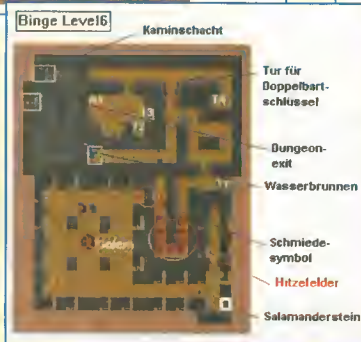 Binge Level6
Kaminschacht
Tur für
Doppelbart-
schlüssel
Dungeon-
exit
Wasserbrunnen
Schmiede-
symbol
Hitzefelder
Salamanderstein
Golem